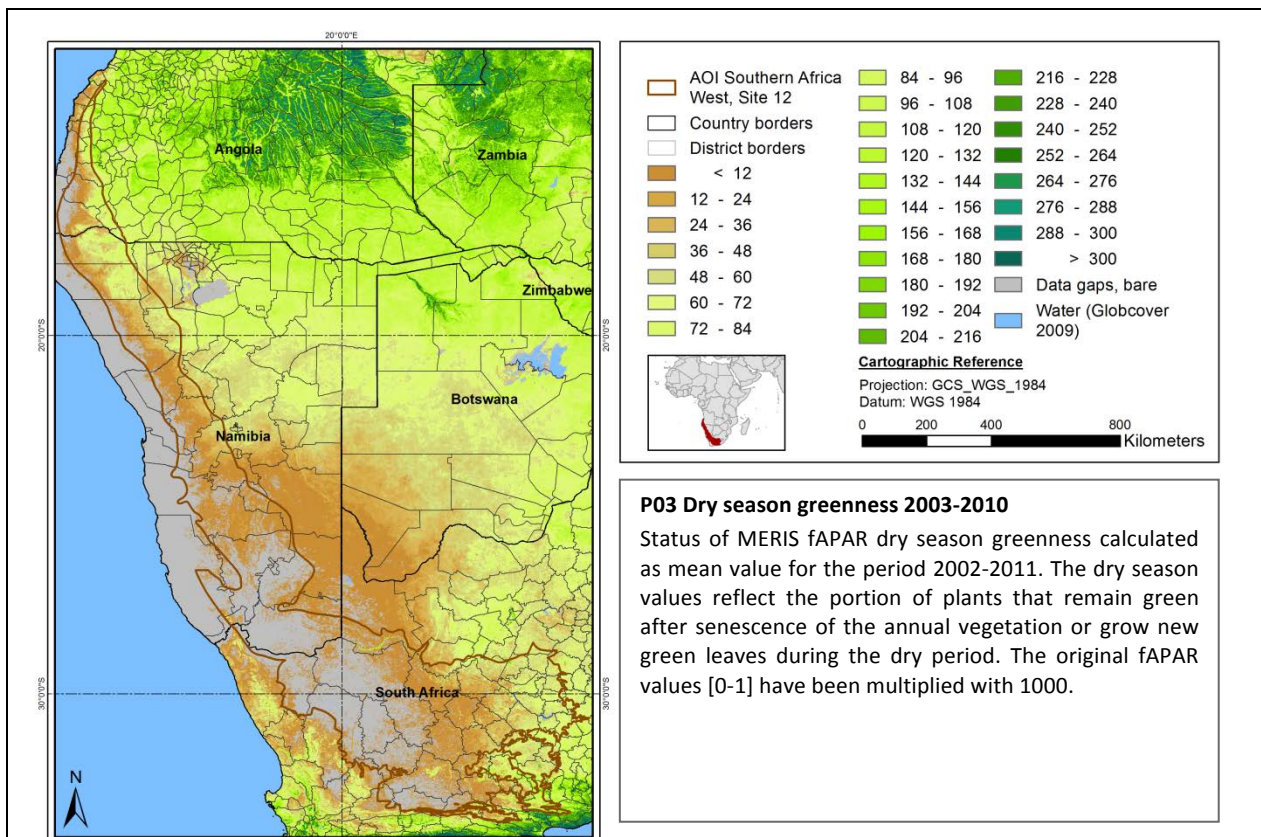 20°0'0"E
Angola
Zambia
Zimbabwe
20°0'0"S
20°0'0"S
Botswana
Namibia
South Africa
30°0'0"S
30°0'0"S
N
20°0'0"E
AOI Southern Africa
West, Site 12
Country borders
District borders
< 12
12 - 24
24 - 36
36 - 48
48 - 60
60 - 72
72 - 84
84 - 96
96 - 108
108 - 120
120 - 132
132 - 144
144 - 156
156 - 168
168 - 180
180 - 192
192 - 204
204 - 216
216 - 228
228 - 240
240 - 252
252 - 264
264 - 276
276 - 288
288 - 300
> 300
Data gaps, bare
Water (Globcover
2009)
Cartographic Reference
Projection: GCS_WGS_1984
Datum: WGS 1984
0 200 400 800
Kilometers
P03 Dry season greenness 2003-2010
Status of MERIS fAPAR dry season greenness calculated
as mean value for the period 2002-2011. The dry season
values reflect the portion of plants that remain green
after senescence of the annual vegetation or grow new
green leaves during the dry period. The original fAPAR
values [0-1] have been multiplied with 1000.